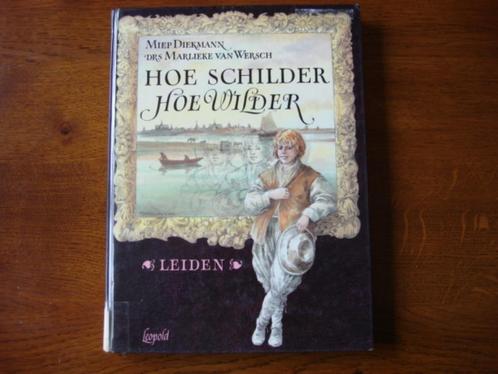 MIEP DIEKMANN
DRS MARLIEKE VAN WERSCH
HOE SCHILDER
HOE WILDER
LEIDEN
Leopold